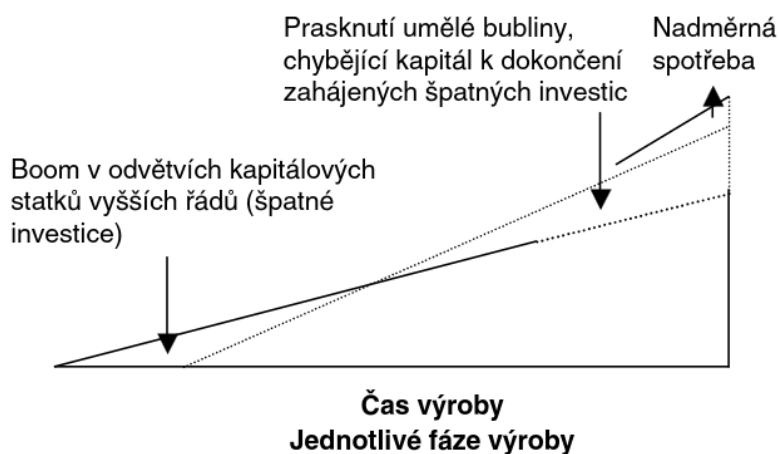 Prasknutí umělé bubliny,
chybějící kapitál k dokončení
zahájených špatných investic
Nadměrná
spotřeba
Boom v odvětvích kapitálových
statků vyšších řádů (špatné
investice)
Čas výroby
Jednotlivé fáze výroby